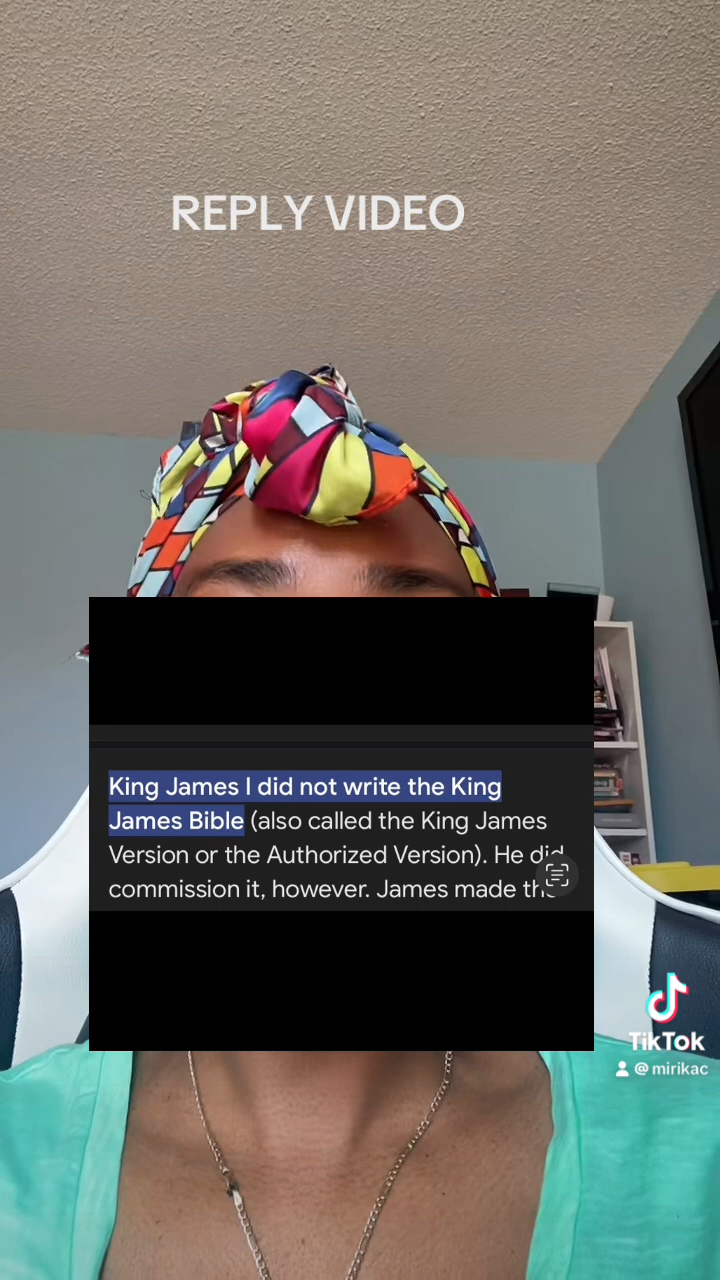 REPLY VIDEO
King James I did not write the King
James Bible (also called the King James
Version or the Authorized Version). He did
commission it, however. James made the
TikTok
@mirikac